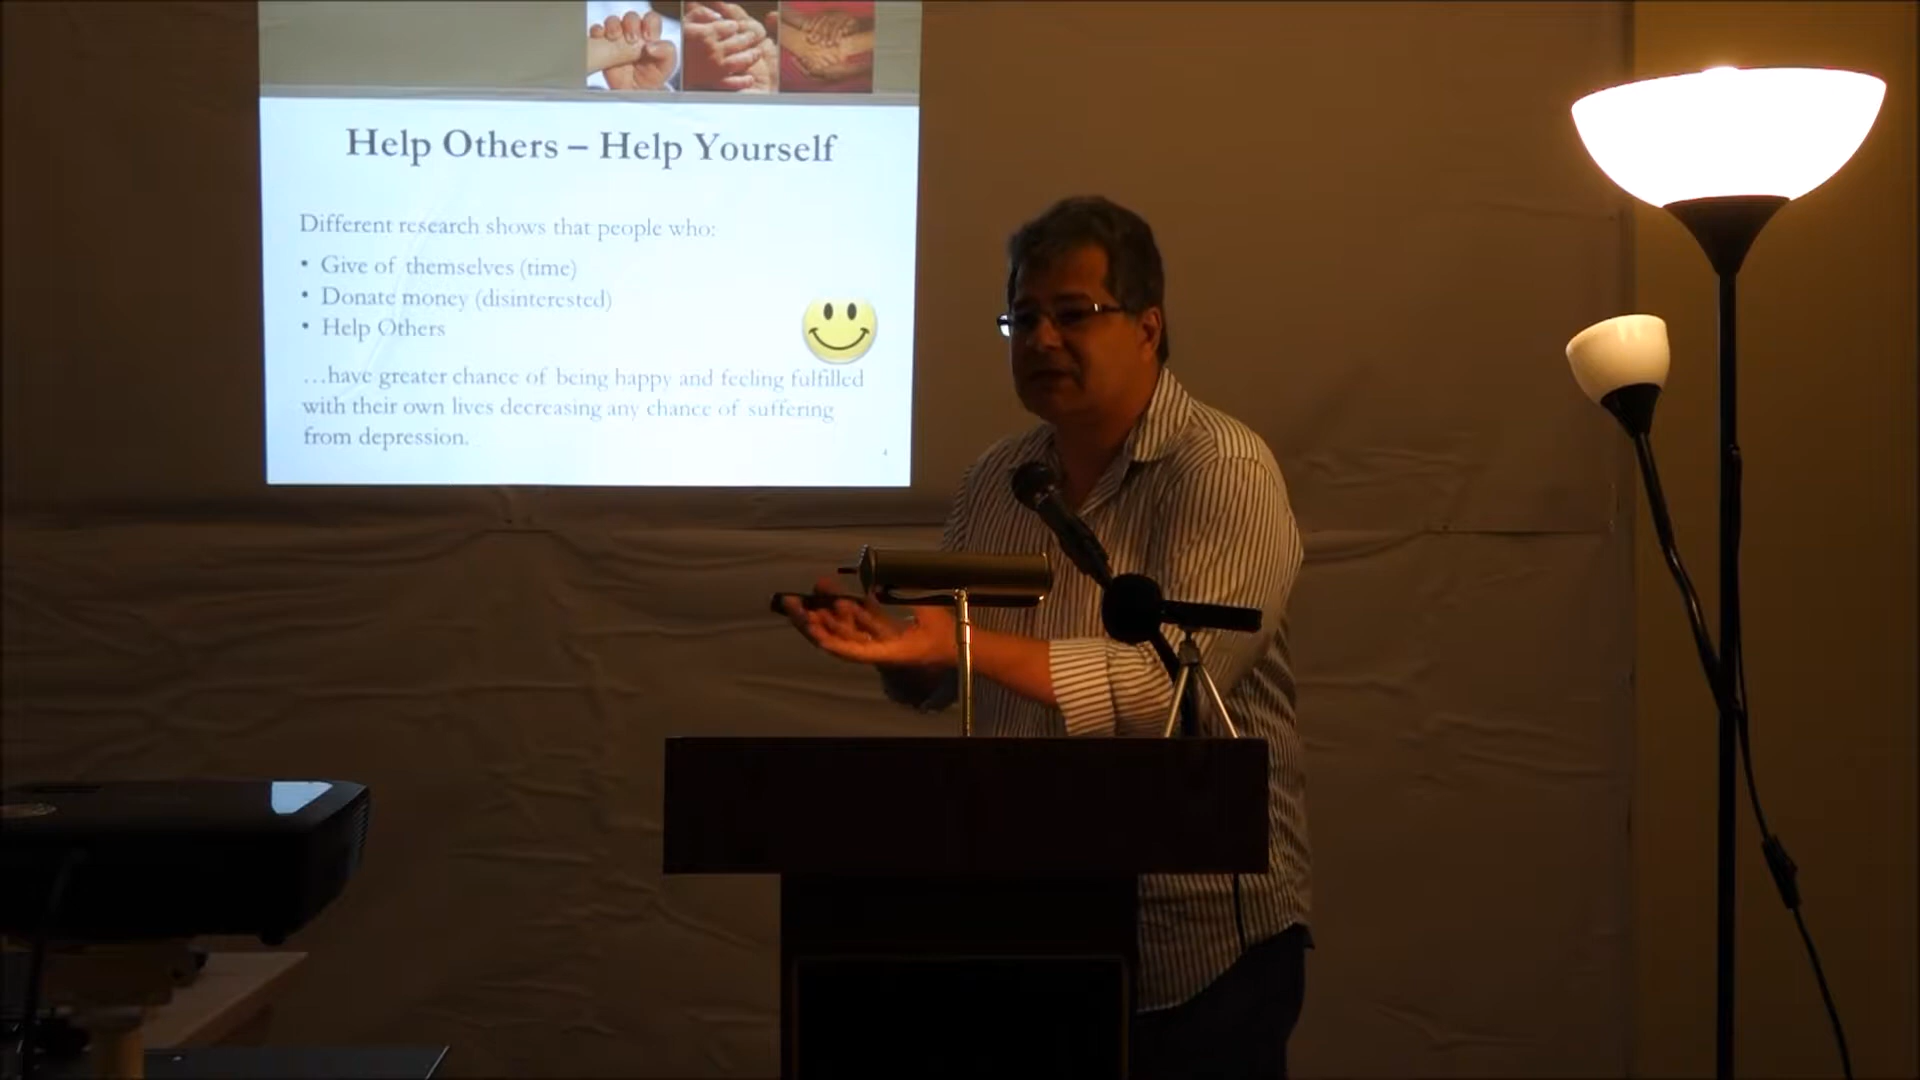 Help Others – Help Yourself
Different research shows that people who:
• Give of themselves (time)
• Donate money (disinterested)
• Help Others
…have greater chance of being happy and feeling fulfilled
with their own lives decreasing any chance of suffering
from depression.
4